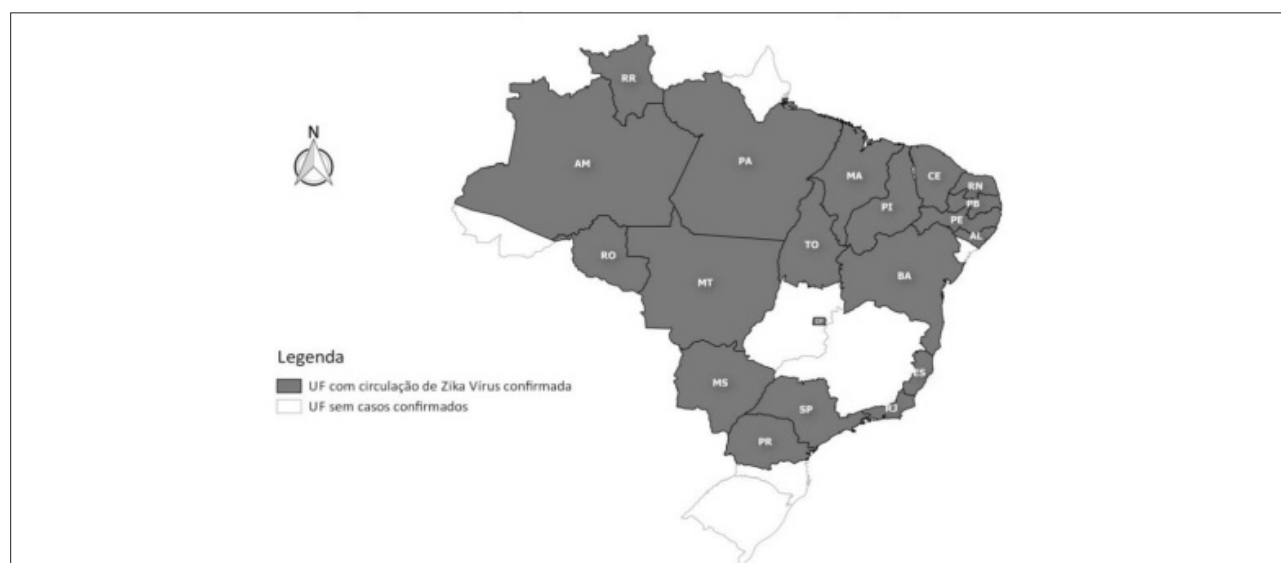 RR
N
AM
PA
MA
CE
RN
PB
PI
PE
AL
TO
RO
BA
MT
DF
Legenda
UF com circulação de Zika Vírus confirmada
UF sem casos confirmados
MS
ES
SP
RJ
PR